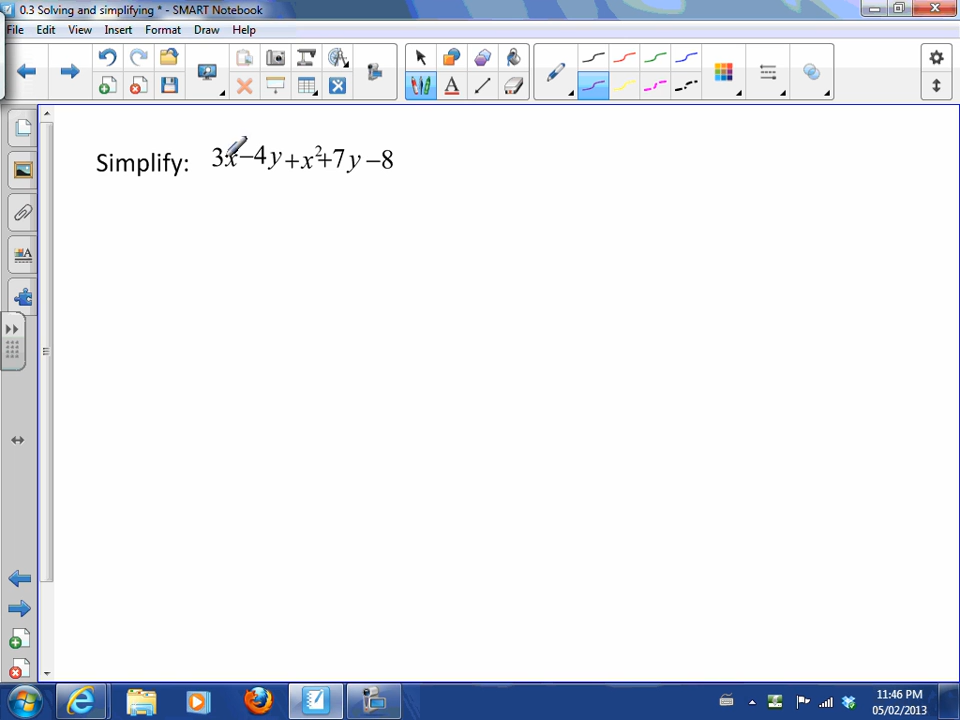 0.3 Solving and simplifying * - SMART Notebook
File Edit View Insert Format Draw Help
Simplify: 3x−4y+x²+7y−8
11:46 PM
05/02/2013